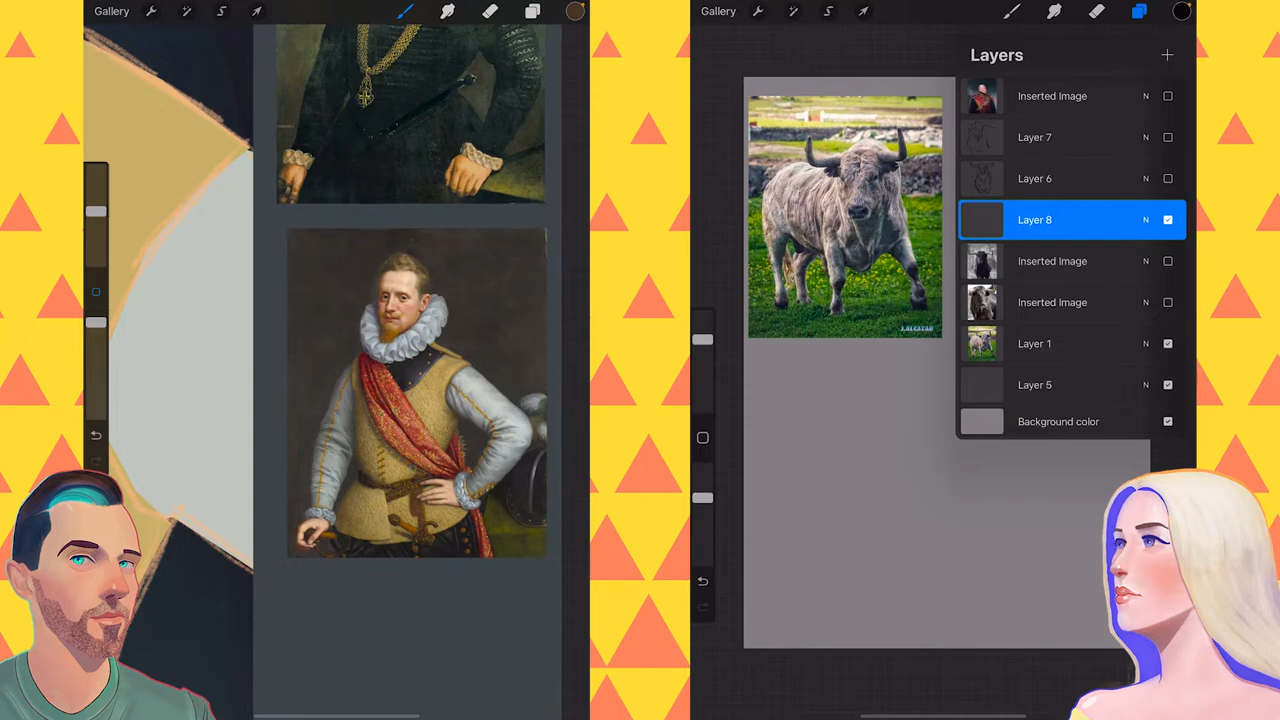 Gallery
Gallery
Layers
Inserted Image N
Layer 7 N
Layer 6 N
Layer 8 N
Inserted Image N
Inserted Image N
Layer 1 N
Layer 5 N
Background color
J.ALCAZAR